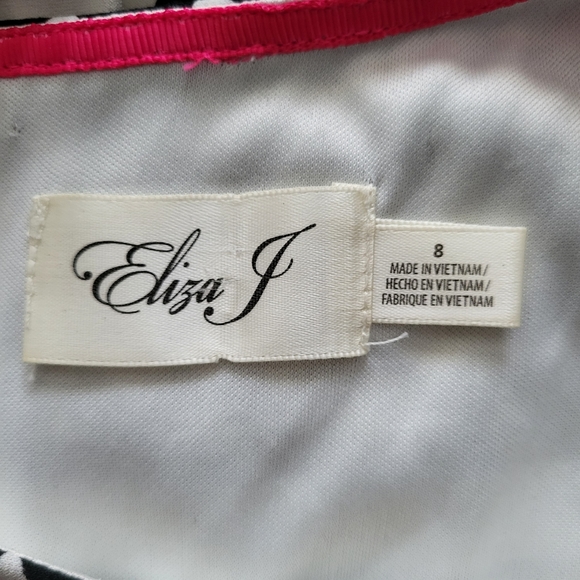 Eliza J
8
MADE IN VIETNAM/
HECHO EN VIETNAM/
FABRIQUE EN VIETNAM